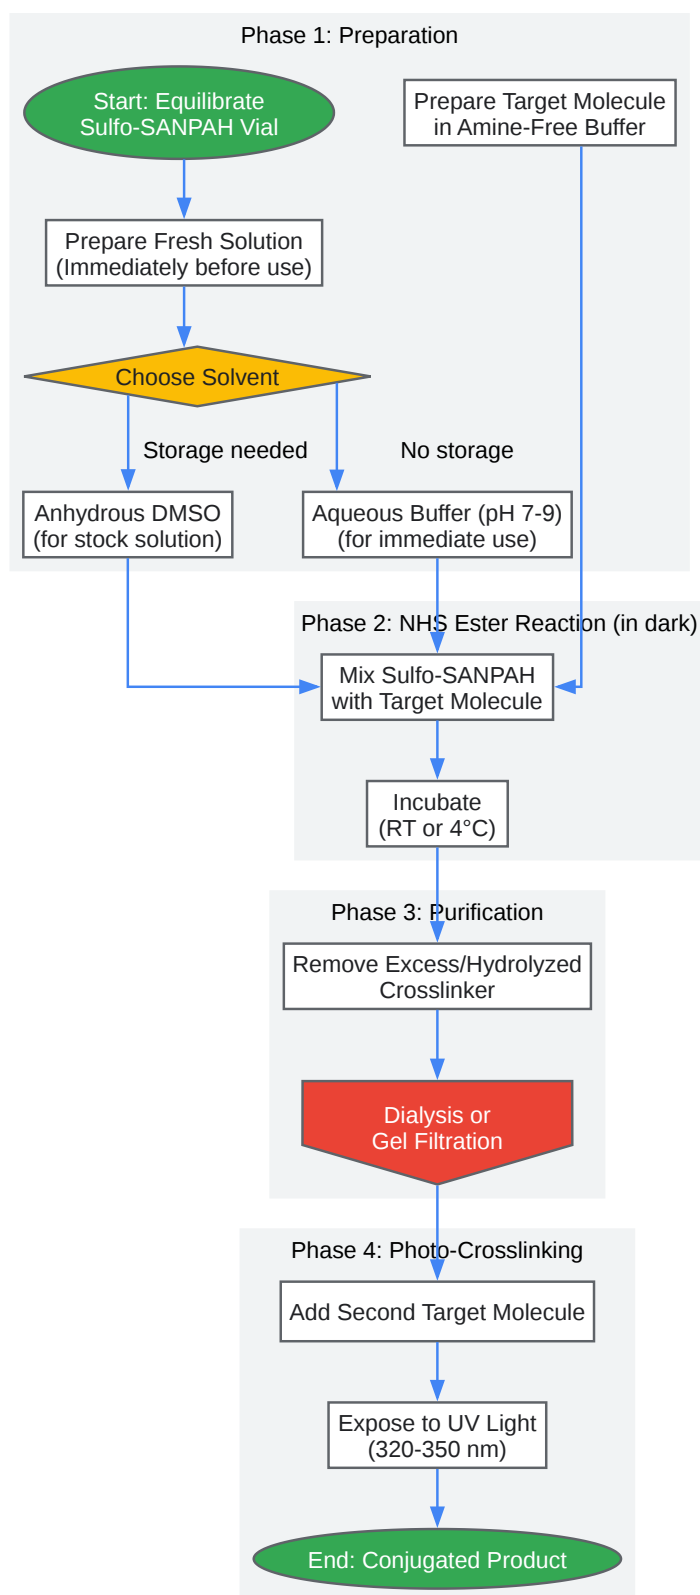 Phase 1: Preparation
Start: Equilibrate
Sulfo-SANPAH Vial
Prepare Target Molecule
in Amine-Free Buffer
Prepare Fresh Solution
(Immediately before use)
Choose Solvent
Storage needed
No storage
Anhydrous DMSO
(for stock solution)
Aqueous Buffer (pH 7-9)
(for immediate use)
Phase 2: NHS Ester Reaction (in dark)
Mix Sulfo-SANPAH
with Target Molecule
Incubate
(RT or 4°C)
Phase 3: Purification
Remove Excess/Hydrolyzed
Crosslinker
Dialysis or
Gel Filtration
Phase 4: Photo-Crosslinking
Add Second Target Molecule
Expose to UV Light
(320-350 nm)
End: Conjugated Product